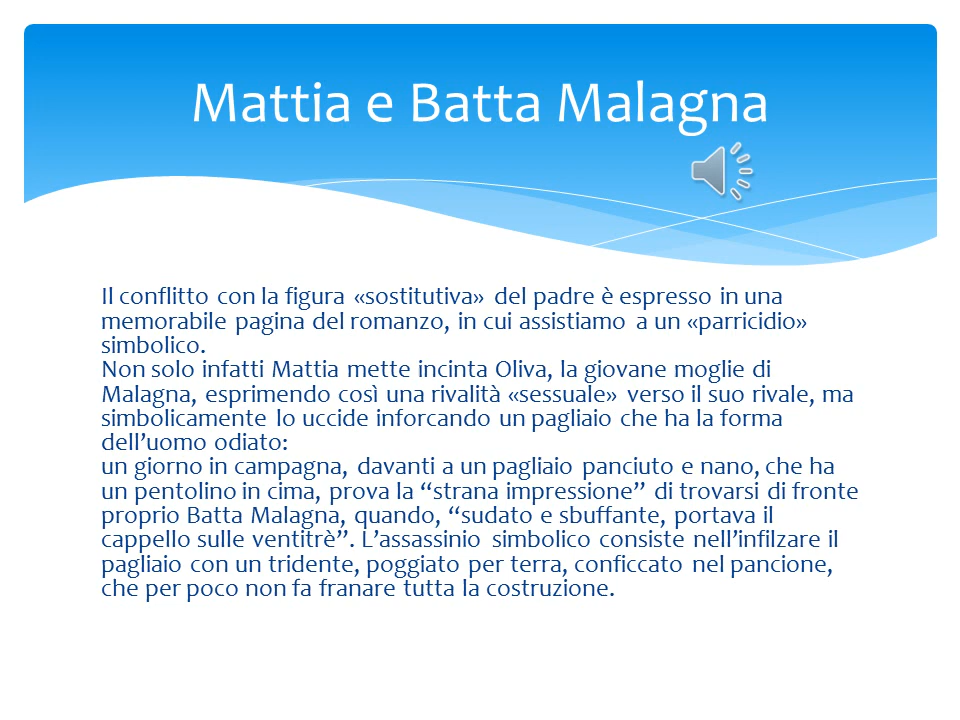 Mattia e Batta Malagna
Il conflitto con la figura «sostitutiva» del padre è espresso in una
memorabile pagina del romanzo, in cui assistiamo a un «parricidio»
simbolico.
Non solo infatti Mattia mette incinta Oliva, la giovane moglie di
Malagna, esprimendo così una rivalità «sessuale» verso il suo rivale, ma
simbolicamente lo uccide inforcando un pagliaio che ha la forma
dell’uomo odiato:
un giorno in campagna, davanti a un pagliaio panciuto e nano, che ha
un pentolino in cima, prova la “strana impressione” di trovarsi di fronte
proprio Batta Malagna, quando, “sudato e sbuffante, portava il
cappello sulle ventitrè”. L’assassinio simbolico consiste nell’infilzare il
pagliaio con un tridente, poggiato per terra, conficcato nel pancione,
che per poco non fa franare tutta la costruzione.